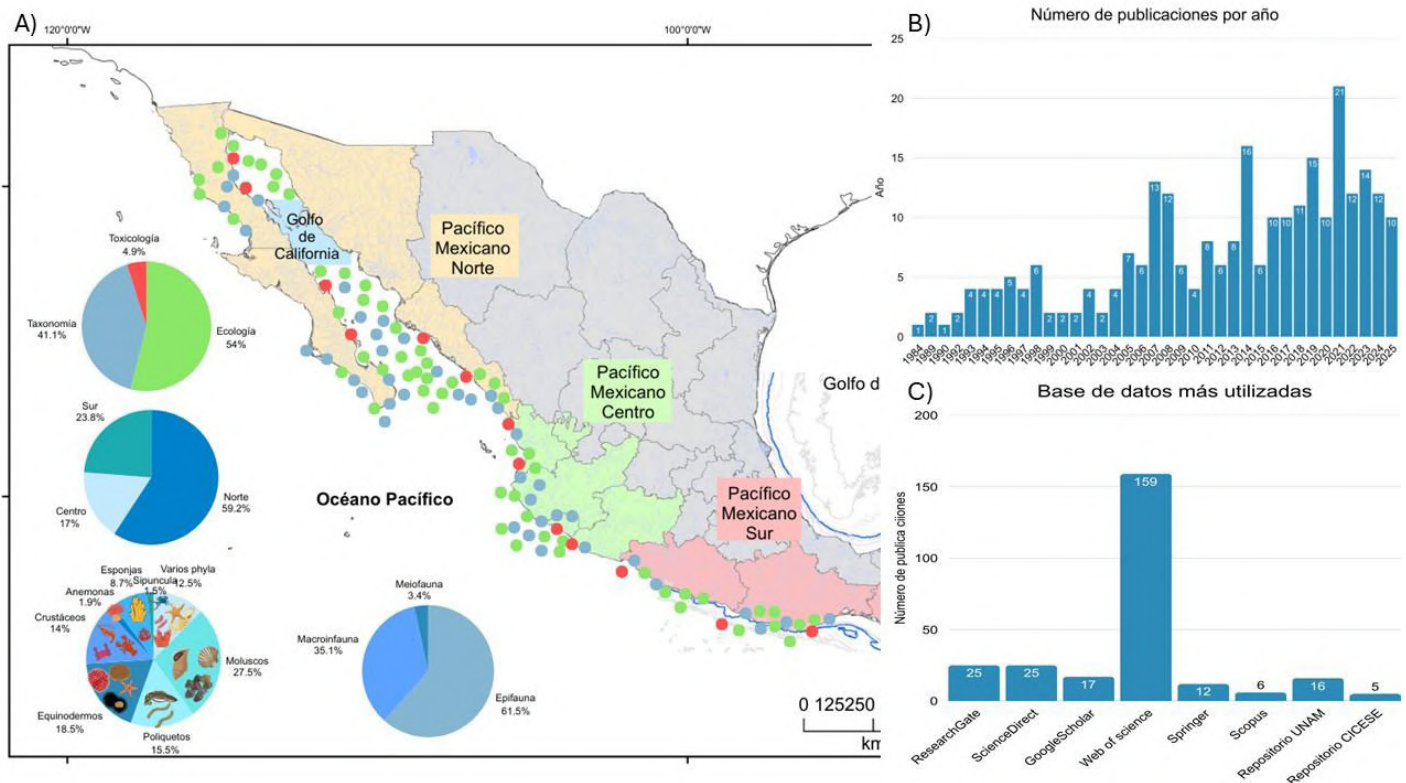 A)
120°0'0"W
100°0'0"W
Golfo
de
California
Pacífico
Mexicano
Norte
Toxicología
4.9%
Taxonomía
41.1%
Ecología
54%
Pacífico
Mexicano
Centro
Golfo d
Sur
23.8%
Centro
17%
Norte
59.2%
Océano Pacífico
Pacífico
Mexicano
Sur
Esponjas
8.7%
Sipuncula
1.5%
Varios phyla
12.5%
Anemonas
1.9%
Crustáceos
14%
Moluscos
27.5%
Equinodermos
18.5%
Poliquetos
15.5%
Meiofauna
3.4%
Macroinfauna
35.1%
Epifauna
61.5%
0 125250
km
B)
Número de publicaciones por año
25
20
15
10
5
0
Año
1 2 1 2 4 4 4 5 4 6 2 2 2 4 2 4 7 6 13 12 6 4 8 6 8 16 6 10 10 11 15 10 21 12 14 12 10
1990 1992 1993 1994 1995 1996 1997 1998 1999 2000 2001 2002 2003 2004 2005 2006 2007 2008 2009 2010 2011 2012 2013 2014 2015 2016 2017 2018 2019 2020 2021 2022 2023 2024 2025
C)
Base de datos más utilizadas
Número de publica ciiones
200
150
100
50
0
25 25 17 159 12 6 16 5
ResearchGate
ScienceDirect
GoogleScholar
Web of science
Springer
Scopus
Repositorio UNAM
Repositorio CICESE